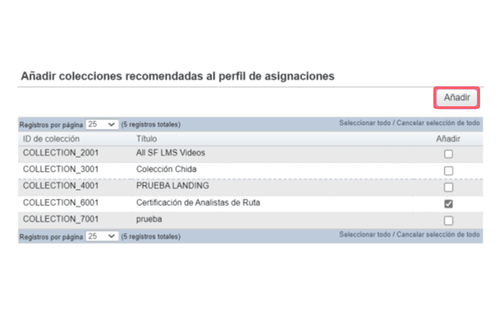 Añadir colecciones recomendadas al perfil de asignaciones
Añadir
Registros por página 25 (5 registros totales) Seleccionar todo / Cancelar selección de todo
ID de colección Título Añadir
COLLECTION_2001 All SF LMS Videos
COLLECTION_3001 Colección Chida
COLLECTION_4001 PRUEBA LANDING
COLLECTION_6001 Certificación de Analistas de Ruta
COLLECTION_7001 prueba
Registros por página 25 (5 registros totales) Seleccionar todo / Cancelar selección de todo